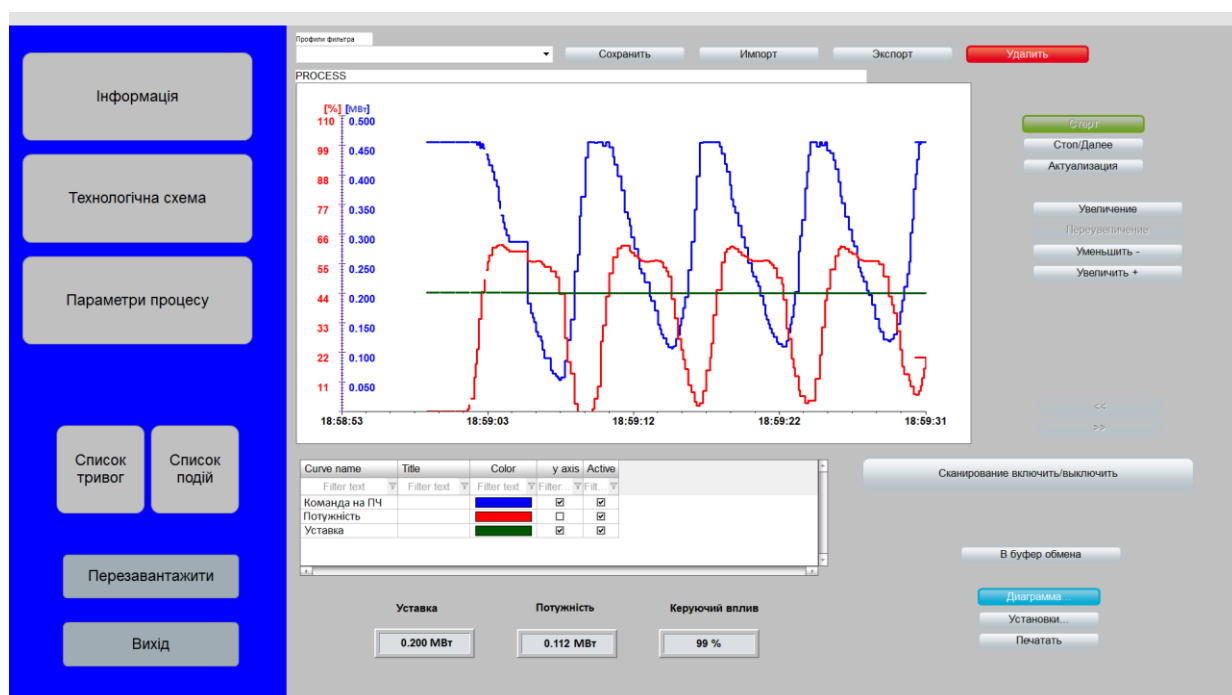 Інформація
Технологічна схема
Параметри процесу
Список тривог
Список подій
Перезавантажити
Вихід
Профили фильтра
Сохранить
Импорт
Экспорт
Удалить
PROCESS
[%] [МВт]
110 0.500
99 0.450
88 0.400
77 0.350
66 0.300
55 0.250
44 0.200
33 0.150
22 0.100
11 0.050
18:58:53 18:59:03 18:59:12 18:59:22 18:59:31
Старт
Стоп/Далее
Актуализация
Увеличение
Переувеличение
Уменьшить -
Увеличить +
<<
>>
Curve name Title Color y axis Active
Filter text Filter text Filter text Filter... Filt...
Команда на ПЧ
Потужність
Уставка
Сканирование включить/выключить
В буфер обмена
Диаграмма...
Установки...
Печатать
Уставка Потужність Керуючий вплив
0.200 МВт 0.112 МВт 99 %